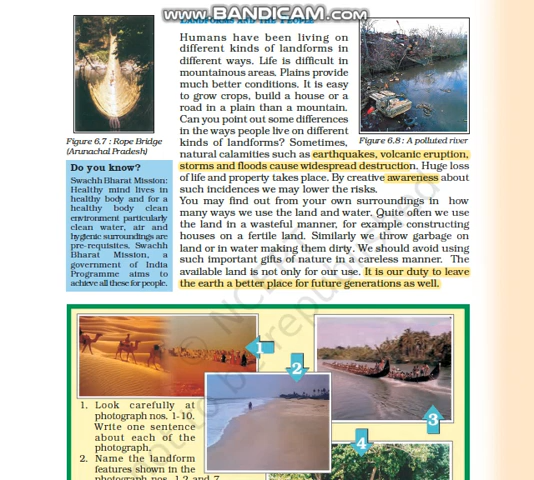 www.BANDICAM.com
LANDFORMS AND THE PEOPLE
Humans have been living on
different kinds of landforms in
different ways. Life is difficult in
mountainous areas. Plains provide
much better conditions. It is easy
to grow crops, build a house or a
road in a plain than a mountain.
Can you point out some differences
in the ways people live on different
kinds of landforms? Sometimes,
natural calamities such as earthquakes, volcanic eruption,
storms and floods cause widespread destruction. Huge loss
of life and property takes place. By creative awareness about
such incidences we may lower the risks.
You may find out from your own surroundings in how
many ways we use the land and water. Quite often we use
the land in a wasteful manner, for example constructing
houses on a fertile land. Similarly we throw garbage on
land or in water making them dirty. We should avoid using
such important gifts of nature in a careless manner. The
available land is not only for our use. It is our duty to leave
the earth a better place for future generations as well.
Figure 6.7 : Rope Bridge
(Arunachal Pradesh)
Figure 6.8 : A polluted river
Do you know?
Swachh Bharat Mission:
Healthy mind lives in
healthy body and for a
healthy body clean
environment particularly
clean water, air and
hygienic surroundings are
pre-requisites. Swachh
Bharat Mission, a
government of India
Programme aims to
achieve all these for people.
1
2
3
4
1. Look carefully at
photograph nos. 1-10.
Write one sentence
about each of the
photograph.
2. Name the landform
features shown in the
photograph nos. 1,2 and 7.
© NCERT
not to be republished